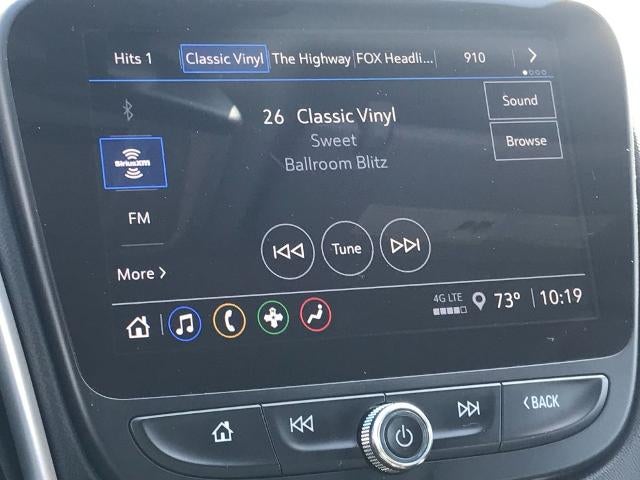 Hits 1 Classic Vinyl The Highway FOX Headli... 910
Sound
26 Classic Vinyl
Sweet
Browse
Ballroom Blitz
SiriusXM
FM
Tune
More
4G LTE 73° 10:19
BACK